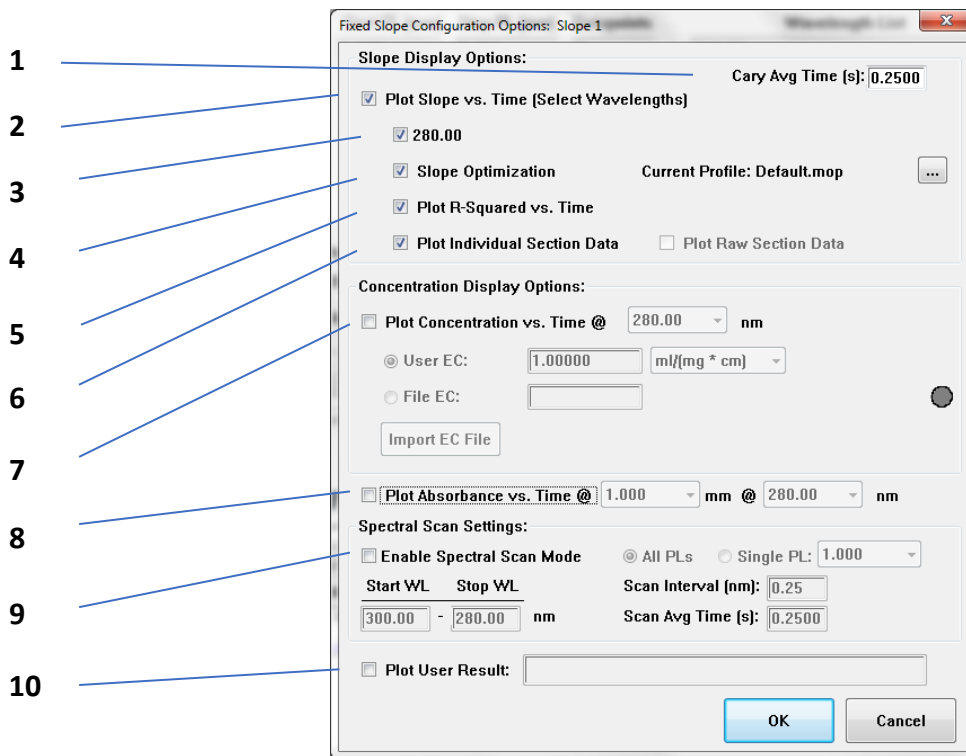 Fixed Slope Configuration Options: Slope 1
Slope Display Options:
1
Cary Avg Time (s): 0.2500
2
Plot Slope vs. Time (Select Wavelengths)
3
280.00
4
Slope Optimization Current Profile: Default.mop ...
5
Plot R-Squared vs. Time
6
Plot Individual Section Data Plot Raw Section Data
Concentration Display Options:
7
Plot Concentration vs. Time @ 280.00 nm
User EC: 1.00000 ml/(mg * cm)
File EC:
Import EC File
8
Plot Absorbance vs. Time @ 1.000 mm @ 280.00 nm
Spectral Scan Settings:
9
Enable Spectral Scan Mode All PLs Single PL: 1.000
Start WL Stop WL Scan Interval (nm): 0.25
300.00 - 280.00 nm Scan Avg Time (s): 0.2500
10
Plot User Result:
OK Cancel